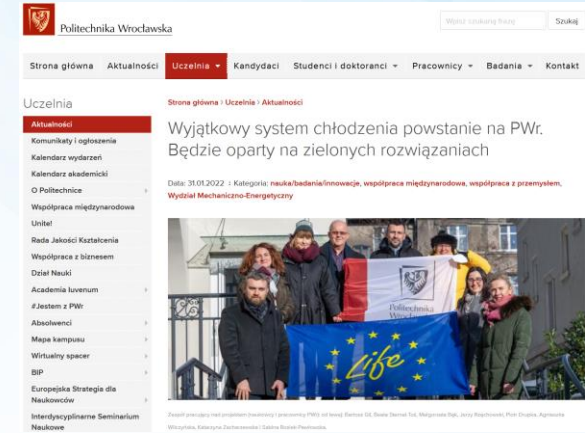 Politechnika Wrocławska
Wpisz szukaną frazę
Szukaj
Strona główna
Aktualności
Uczelnia
Kandydaci
Studenci i doktoranci
Pracownicy
Badania
Kontakt
Uczelnia
Aktualności
Komunikaty i ogłoszenia
Kalendarz wydarzeń
Kalendarz akademicki
O Politechnice
Współpraca międzynarodowa
Unite!
Rada Jakości Kształcenia
Współpraca z biznesem
Dział Nauki
Academia Iuvenum
#Jestem z PWr
Absolwenci
Mapa kampusu
Wirtualny spacer
BIP
Europejska Strategia dla
Naukowców
Interdyscyplinarne Seminarium
Naukowe
Strona główna › Uczelnia › Aktualności
Wyjątkowy system chłodzenia powstanie na PWr.
Będzie oparty na zielonych rozwiązaniach
Data: 31.01.2022 : Kategoria: nauka/badania/innowacje, współpraca międzynarodowa, współpraca z przemysłem,
Wydział Mechaniczno-Energetyczny
Politechnika
Life